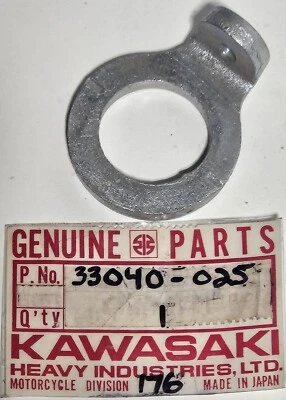 GENUINE PARTS
P. No. 33040-025
Q'ty 1
KAWASAKI
HEAVY INDUSTRIES, LTD.
MOTORCYCLE DIVISION 176 MADE IN JAPAN